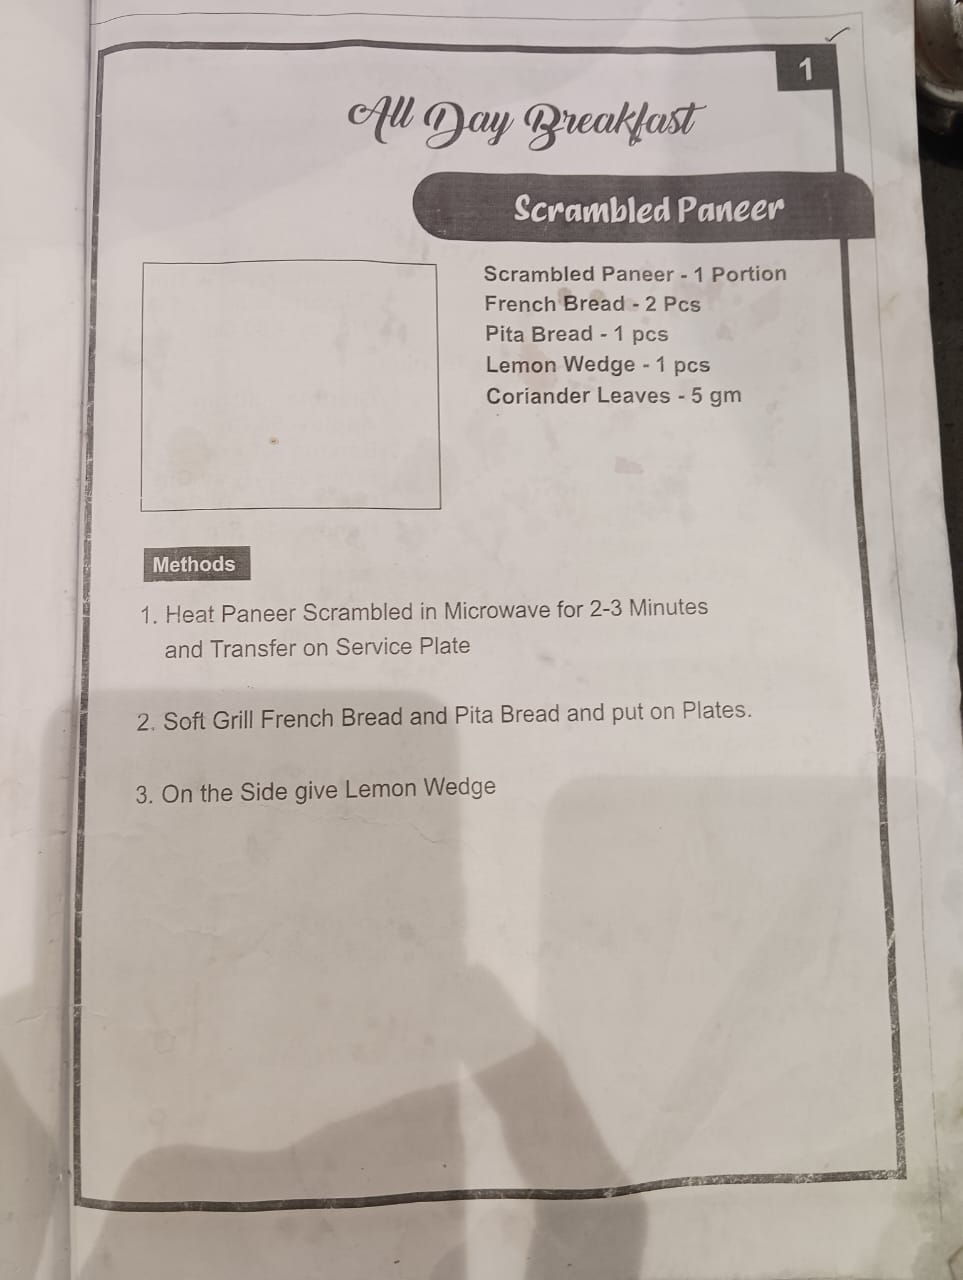 1
All Day Breakfast
Scrambled Paneer
Scrambled Paneer - 1 Portion
French Bread - 2 Pcs
Pita Bread - 1 pcs
Lemon Wedge - 1 pcs
Coriander Leaves - 5 gm
Methods
1. Heat Paneer Scrambled in Microwave for 2-3 Minutes
and Transfer on Service Plate
2. Soft Grill French Bread and Pita Bread and put on Plates.
3. On the Side give Lemon Wedge